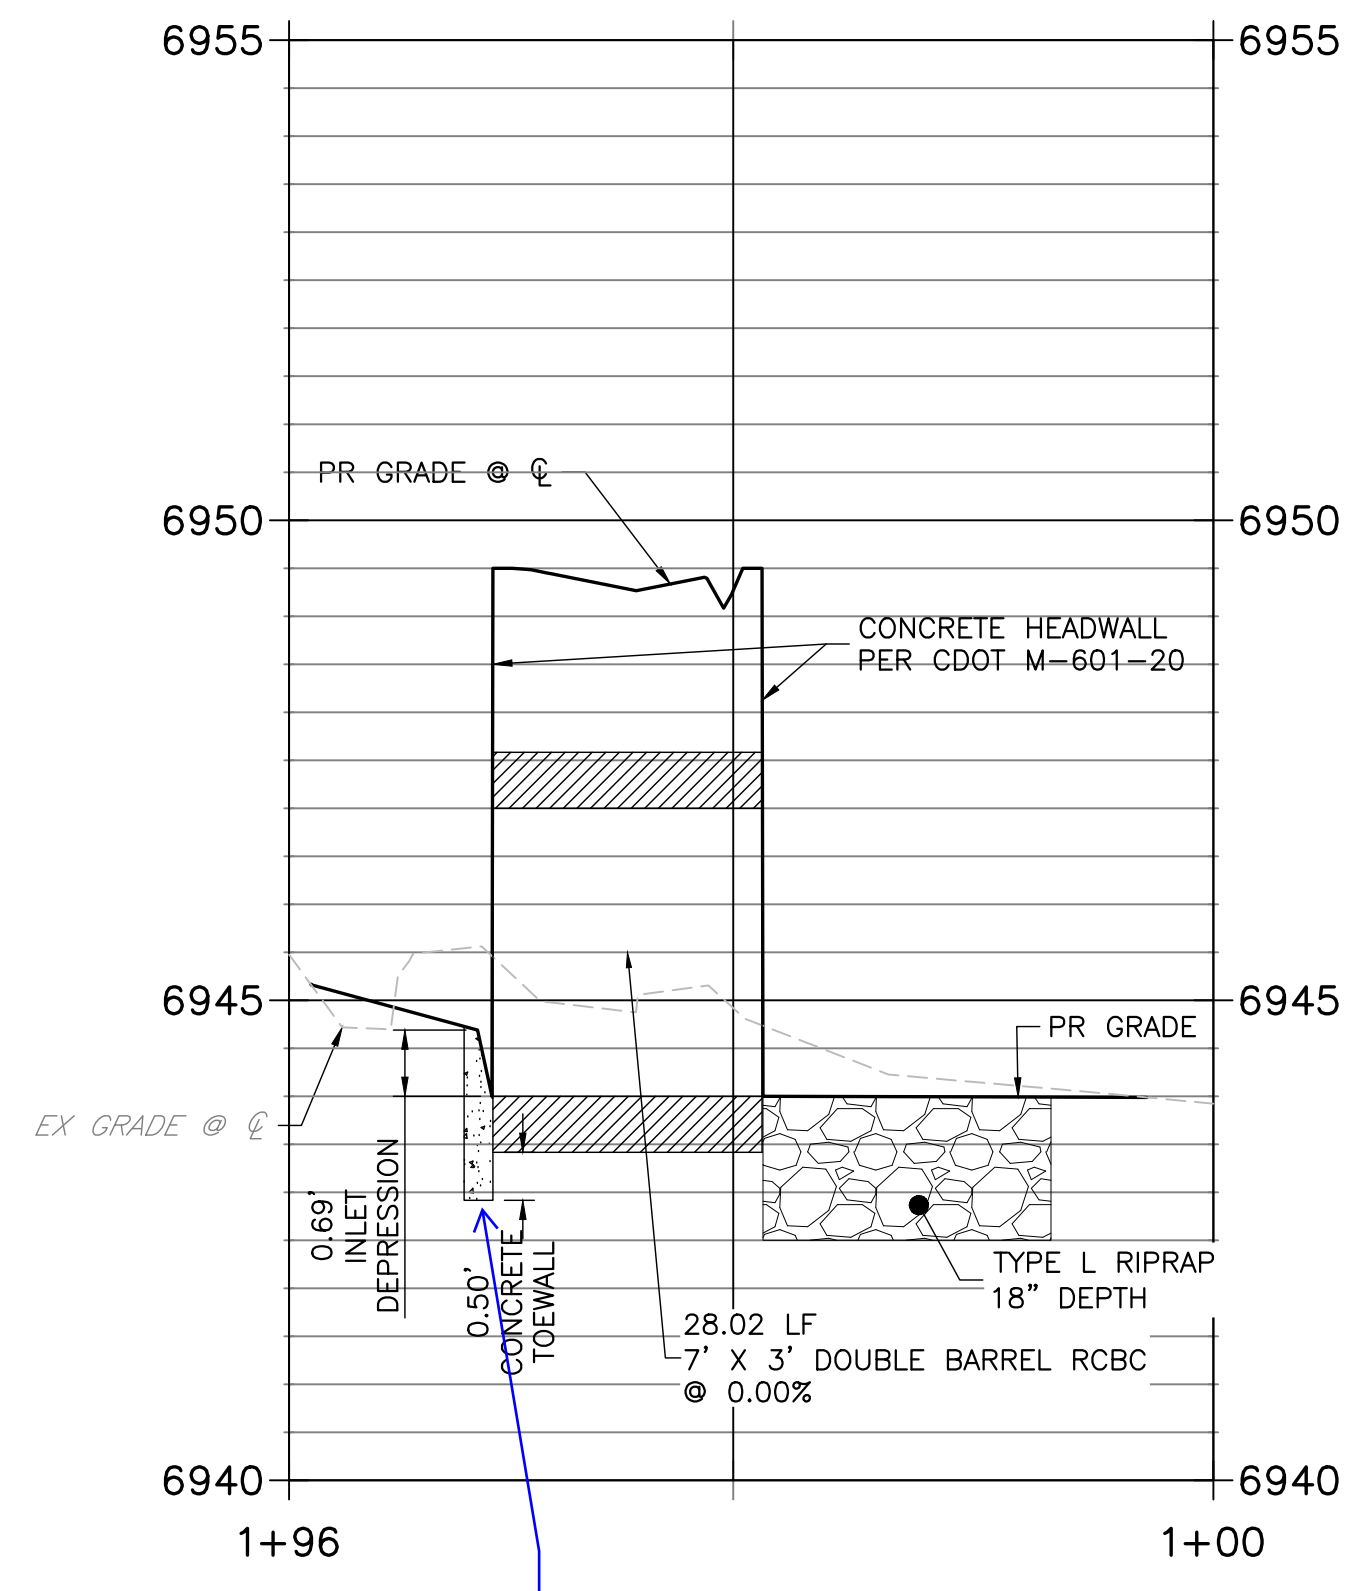 6955
6955
PR GRADE @ ℄
6950
6950
CONCRETE HEADWALL
PER CDOT M-601-20
6945
6945
PR GRADE
EX GRADE @ ℄
0.69'
INLET
DEPRESSION
0.50'
CONCRETE
TOEWALL
TYPE L RIPRAP
18" DEPTH
28.02 LF
7' X 3' DOUBLE BARREL RCBC
@ 0.00%
6940
6940
1+96
1+00